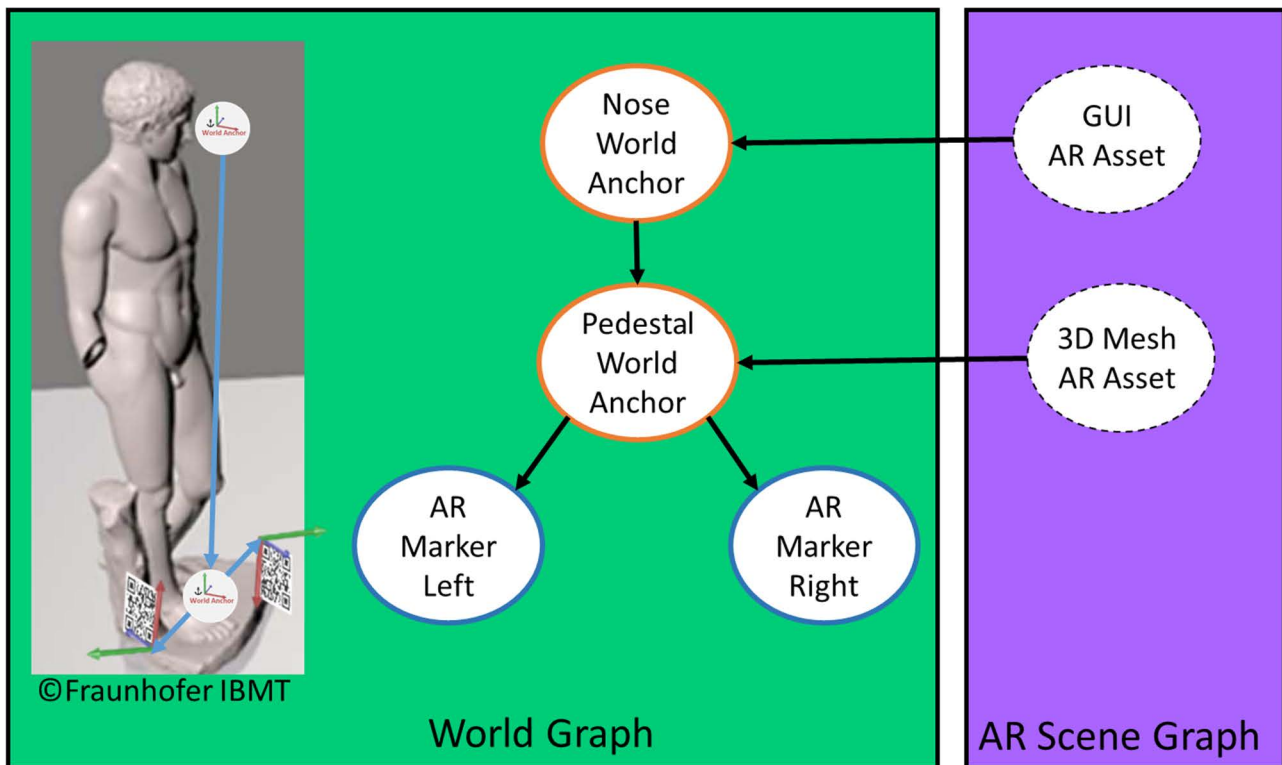 World Anchor
World Anchor
©Fraunhofer IBMT
Nose
World
Anchor
Pedestal
World
Anchor
AR
Marker
Left
AR
Marker
Right
World Graph
GUI
AR Asset
3D Mesh
AR Asset
AR Scene Graph